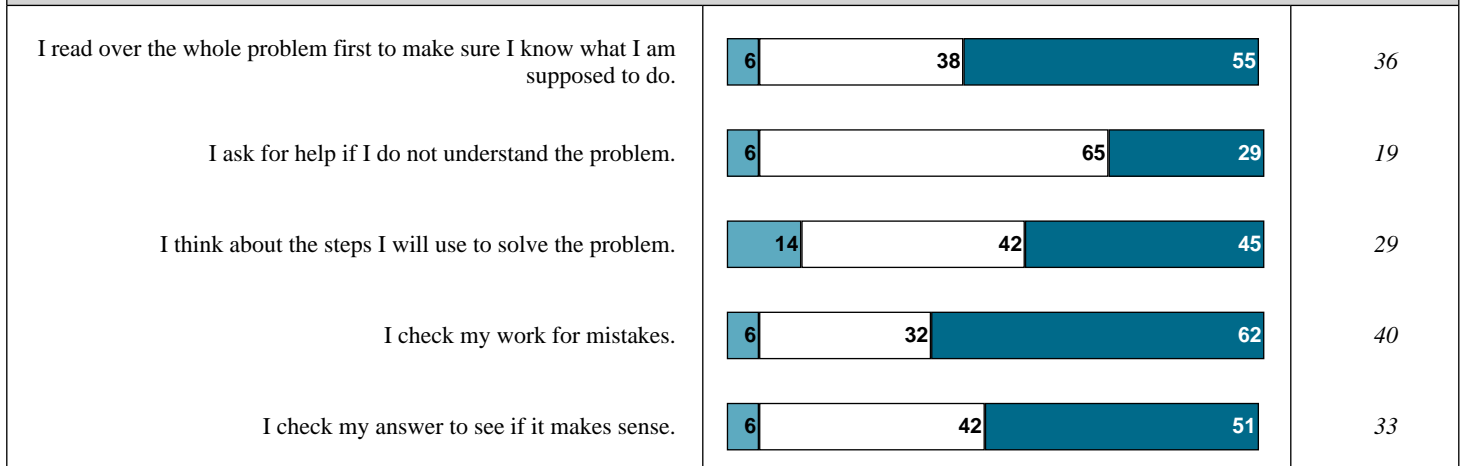 I read over the whole problem first to make sure I know what I am
supposed to do.
6 38 55 36
I ask for help if I do not understand the problem.
6 65 29 19
I think about the steps I will use to solve the problem.
14 42 45 29
I check my work for mistakes.
6 32 62 40
I check my answer to see if it makes sense.
6 42 51 33